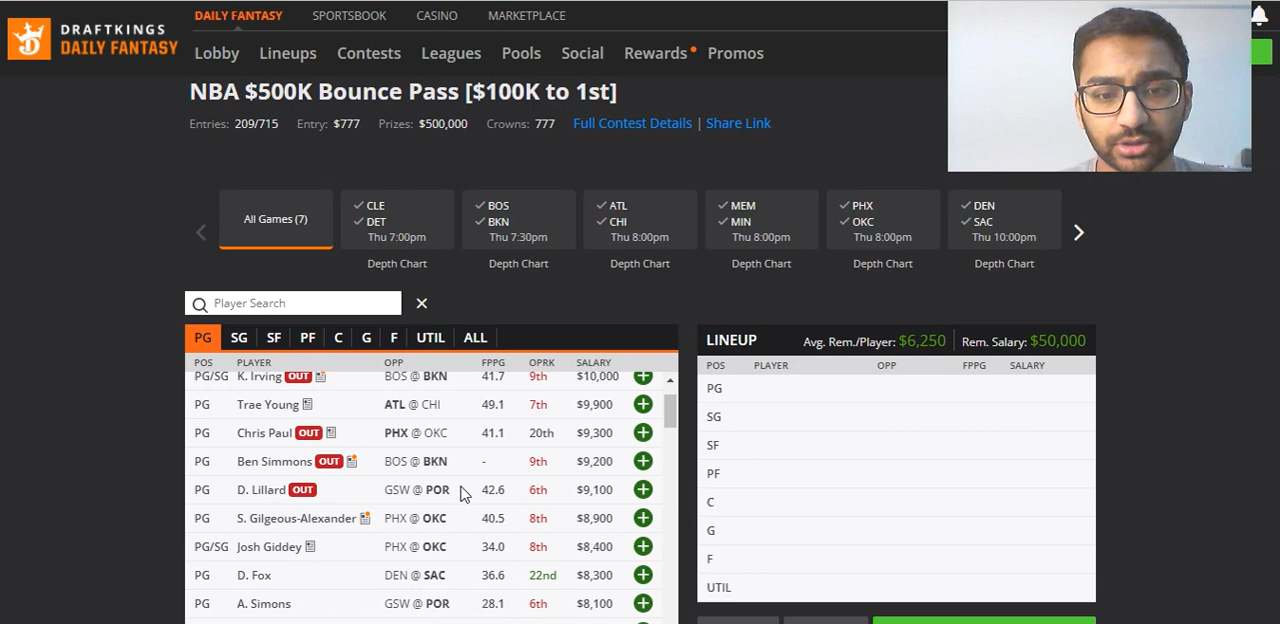 DRAFTKINGS
DAILY FANTASY
DAILY FANTASY SPORTSBOOK CASINO MARKETPLACE
Lobby Lineups Contests Leagues Pools Social Rewards Promos
NBA $500K Bounce Pass [$100K to 1st]
Entries: 209/715 Entry: $777 Prizes: $500,000 Crowns: 777 Full Contest Details | Share Link
All Games (7)
CLE
DET
Thu 7:00pm
Depth Chart
BOS
BKN
Thu 7:30pm
Depth Chart
ATL
CHI
Thu 8:00pm
Depth Chart
MEM
MIN
Thu 8:00pm
Depth Chart
PHX
OKC
Thu 8:00pm
Depth Chart
DEN
SAC
Thu 10:00pm
Depth Chart
Player Search
PG SG SF PF C G F UTIL ALL
POS PLAYER OPP FPPG OPRK SALARY
PG/SG K. Irving OUT BOS @ BKN 41.7 9th $10,000
PG Trae Young ATL @ CHI 49.1 7th $9,900
PG Chris Paul OUT PHX @ OKC 41.1 20th $9,300
PG Ben Simmons OUT BOS @ BKN - 9th $9,200
PG D. Lillard OUT GSW @ POR 42.6 6th $9,100
PG S. Gilgeous-Alexander PHX @ OKC 40.5 8th $8,900
PG/SG Josh Giddey PHX @ OKC 34.0 8th $8,400
PG D. Fox DEN @ SAC 36.6 22nd $8,300
PG A. Simons GSW @ POR 28.1 6th $8,100
LINEUP Avg. Rem./Player: $6,250 Rem. Salary: $50,000
POS PLAYER OPP FPPG SALARY
PG
SG
SF
PF
C
G
F
UTIL